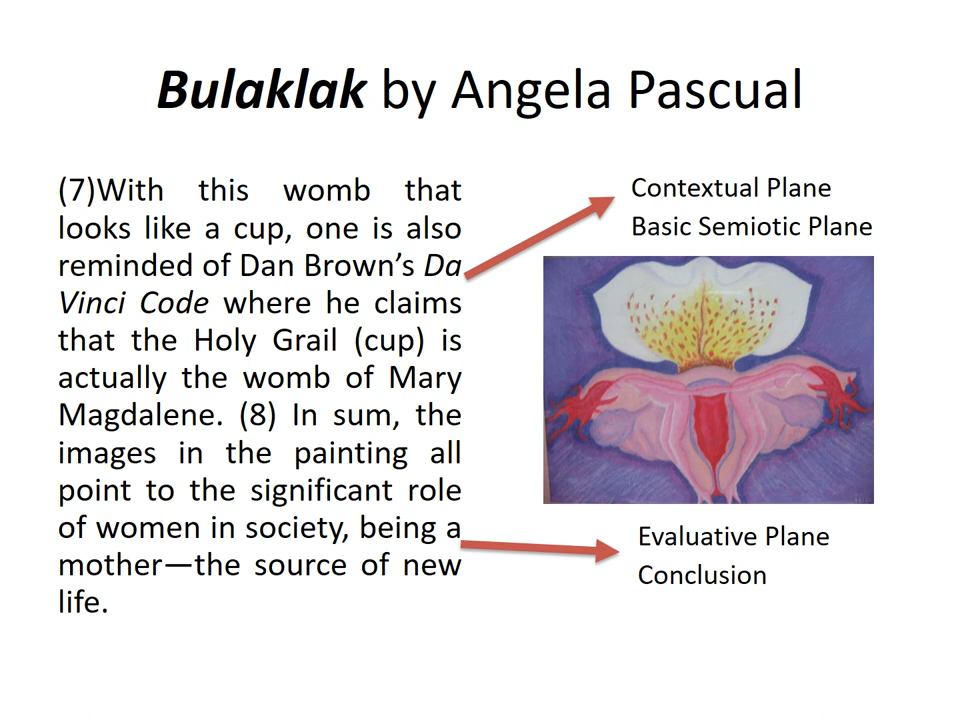 Bulaklak by Angela Pascual
(7)With this womb that
looks like a cup, one is also
reminded of Dan Brown’s Da
Vinci Code where he claims
that the Holy Grail (cup) is
actually the womb of Mary
Magdalene. (8) In sum, the
images in the painting all
point to the significant role
of women in society, being a
mother—the source of new
life.
Contextual Plane
Basic Semiotic Plane
Evaluative Plane
Conclusion